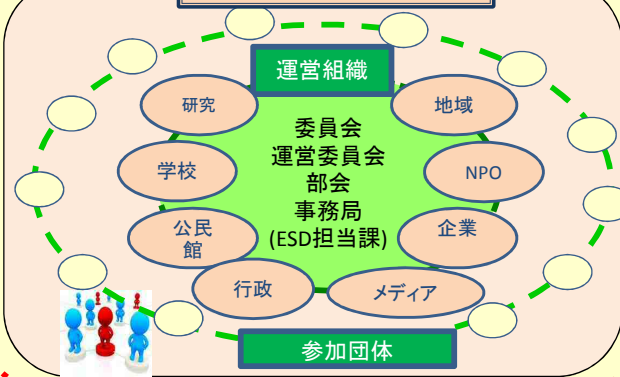 運営組織
研究
地域
委員会
運営委員会
部会
事務局
(ESD担当課)
学校
NPO
公民
館
企業
行政
メディア
参加団体